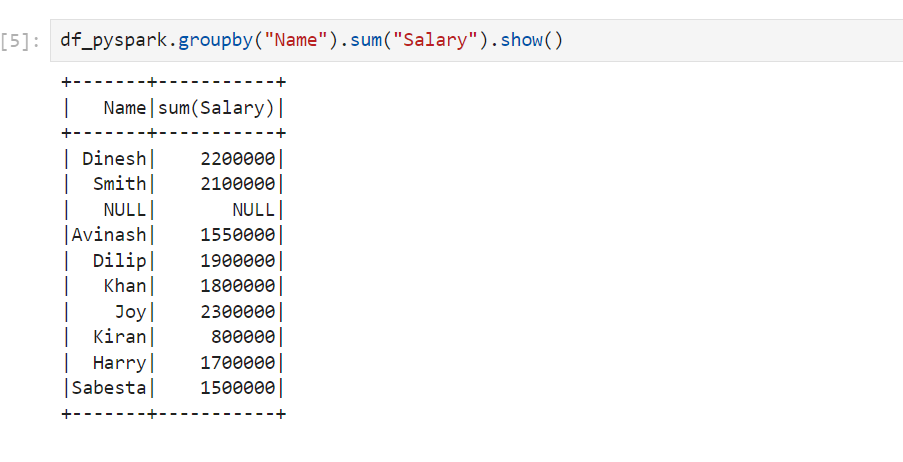 [5]: df_pyspark.groupby("Name").sum("Salary").show()
+-------+-----------+
|   Name|sum(Salary)|
+-------+-----------+
| Dinesh|    2200000|
|  Smith|    2100000|
|   NULL|       NULL|
|Avinash|    1550000|
|  Dilip|    1900000|
|   Khan|    1800000|
|    Joy|    2300000|
|  Kiran|     800000|
|  Harry|    1700000|
|Sabesta|    1500000|
+-------+-----------+